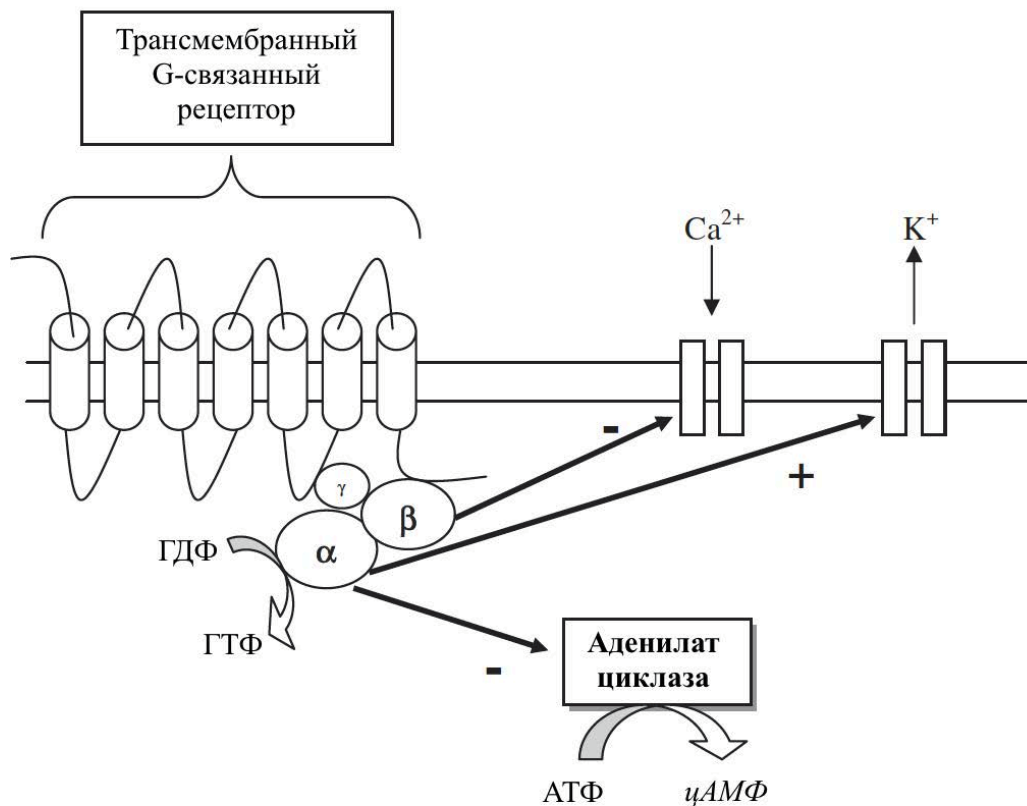 Трансмембранный
G-связанный
рецептор
Ca²⁺
K⁺
-
+
γ
β
α
ГДФ
ГТФ
-
Аденилат
циклаза
АТФ
цАМФ